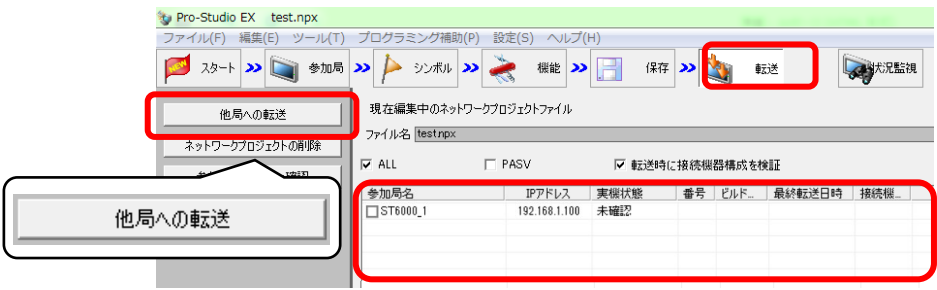 Pro-Studio EX test.npx
ファイル(F) 編集(E) ツール(T) プログラミング補助(P) 設定(S) ヘルプ(H)
スタート 参加局 シンボル 機能 保存 転送 状況監視
他局への転送
ネットワークプロジェクトの削除
現在編集中のネットワークプロジェクトファイル
ファイル名 test.npx
ALL PASV 転送時に接続機器構成を検証
参加局名 IPアドレス 実機状態 番号 ビルド... 最終転送日時 接続機...
ST6000_1 192.168.1.100 未確認
他局への転送